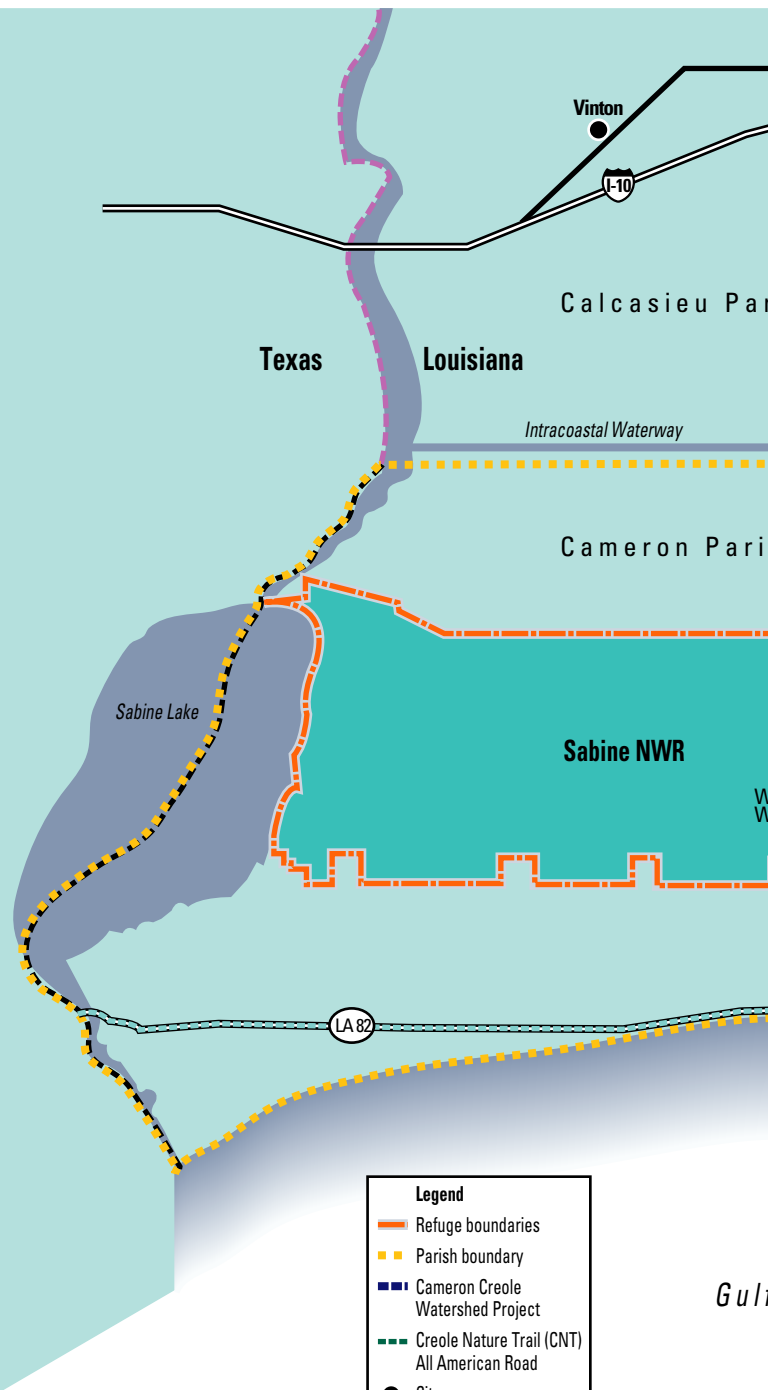 Vinton
I-10
Calcasieu Par
Texas
Louisiana
Intracoastal Waterway
Cameron Pari
Sabine Lake
Sabine NWR
W
W
LA 82
Legend
Refuge boundaries
Parish boundary
Cameron Creole
Watershed Project
Creole Nature Trail (CNT)
All American Road
Gulf